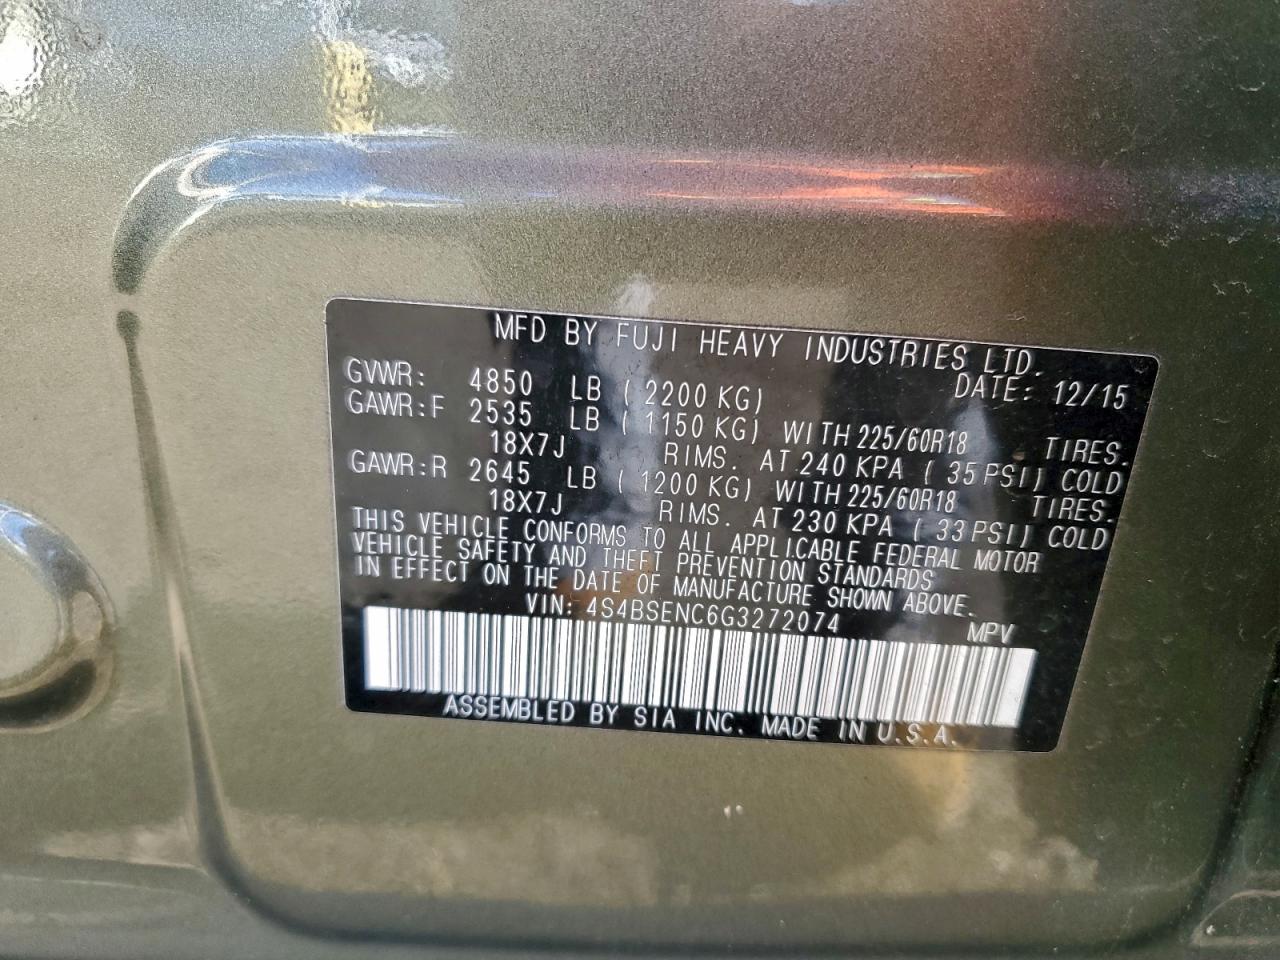 MFD BY FUJI HEAVY INDUSTRIES LTD.
GVWR: 4850 LB ( 2200 KG) DATE: 12/15
GAWR:F 2535 LB ( 1150 KG) WITH 225/60R18 TIRES.
18X7J RIMS. AT 240 KPA ( 35 PSI) COLD
GAWR:R 2645 LB ( 1200 KG) WITH 225/60R18 TIRES.
18X7J RIMS. AT 230 KPA ( 33 PSI) COLD
THIS VEHICLE CONFORMS TO ALL APPLICABLE FEDERAL MOTOR
VEHICLE SAFETY AND THEFT PREVENTION STANDARDS
IN EFFECT ON THE DATE OF MANUFACTURE SHOWN ABOVE.
VIN: 4S4BSENC6G3272074 MPV
ASSEMBLED BY SIA INC. MADE IN U.S.A.